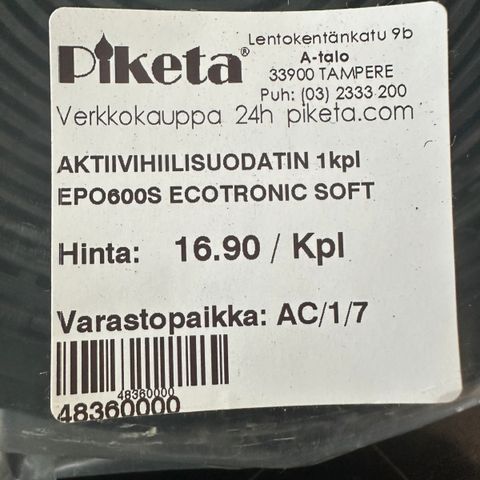 Piketa® Lentokentänkatu 9b
A-talo
33900 TAMPERE
Puh: (03) 2333 200
Verkkokauppa 24h piketa.com
AKTIIVIHIILISUODATIN 1kpl
EPO600S ECOTRONIC SOFT
Hinta: 16.90 / Kpl
Varastopaikka: AC/1/7
48360000
48360000